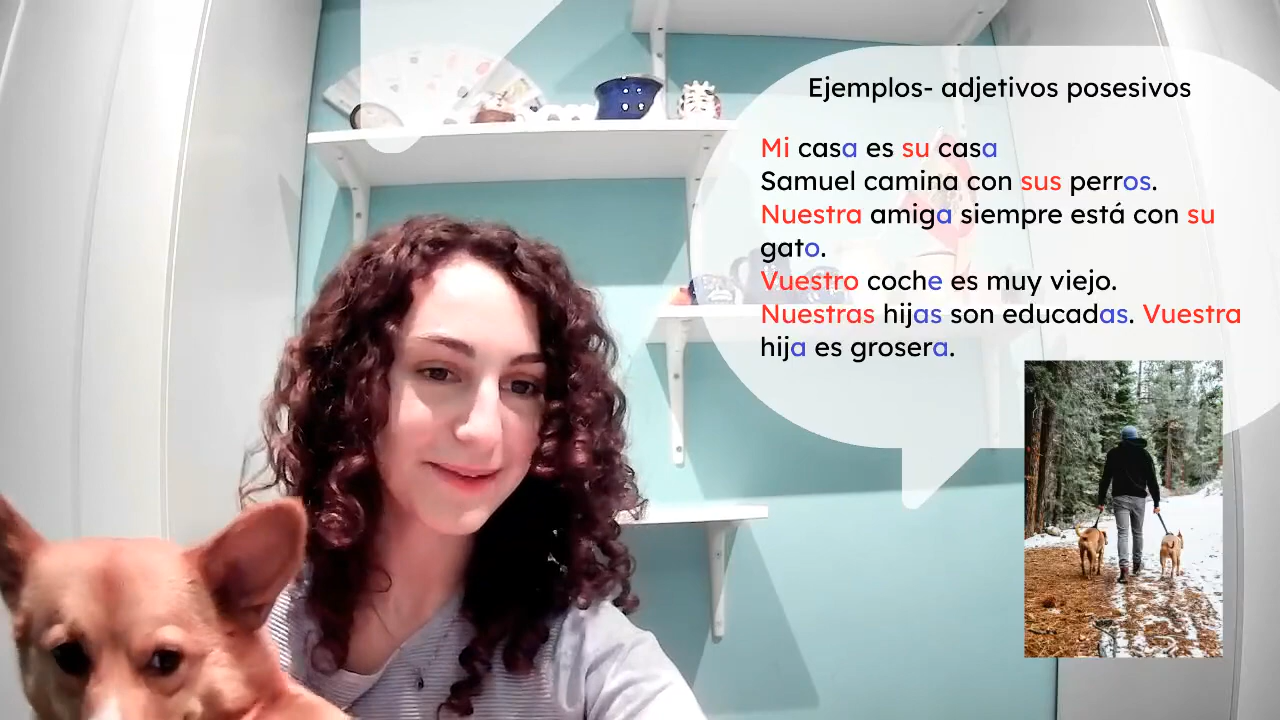 Ejemplos- adjetivos posesivos
Mi casa es su casa
Samuel camina con sus perros.
Nuestra amiga siempre está con su
gato.
Vuestro coche es muy viejo.
Nuestras hijas son educadas. Vuestra
hija es grosera.